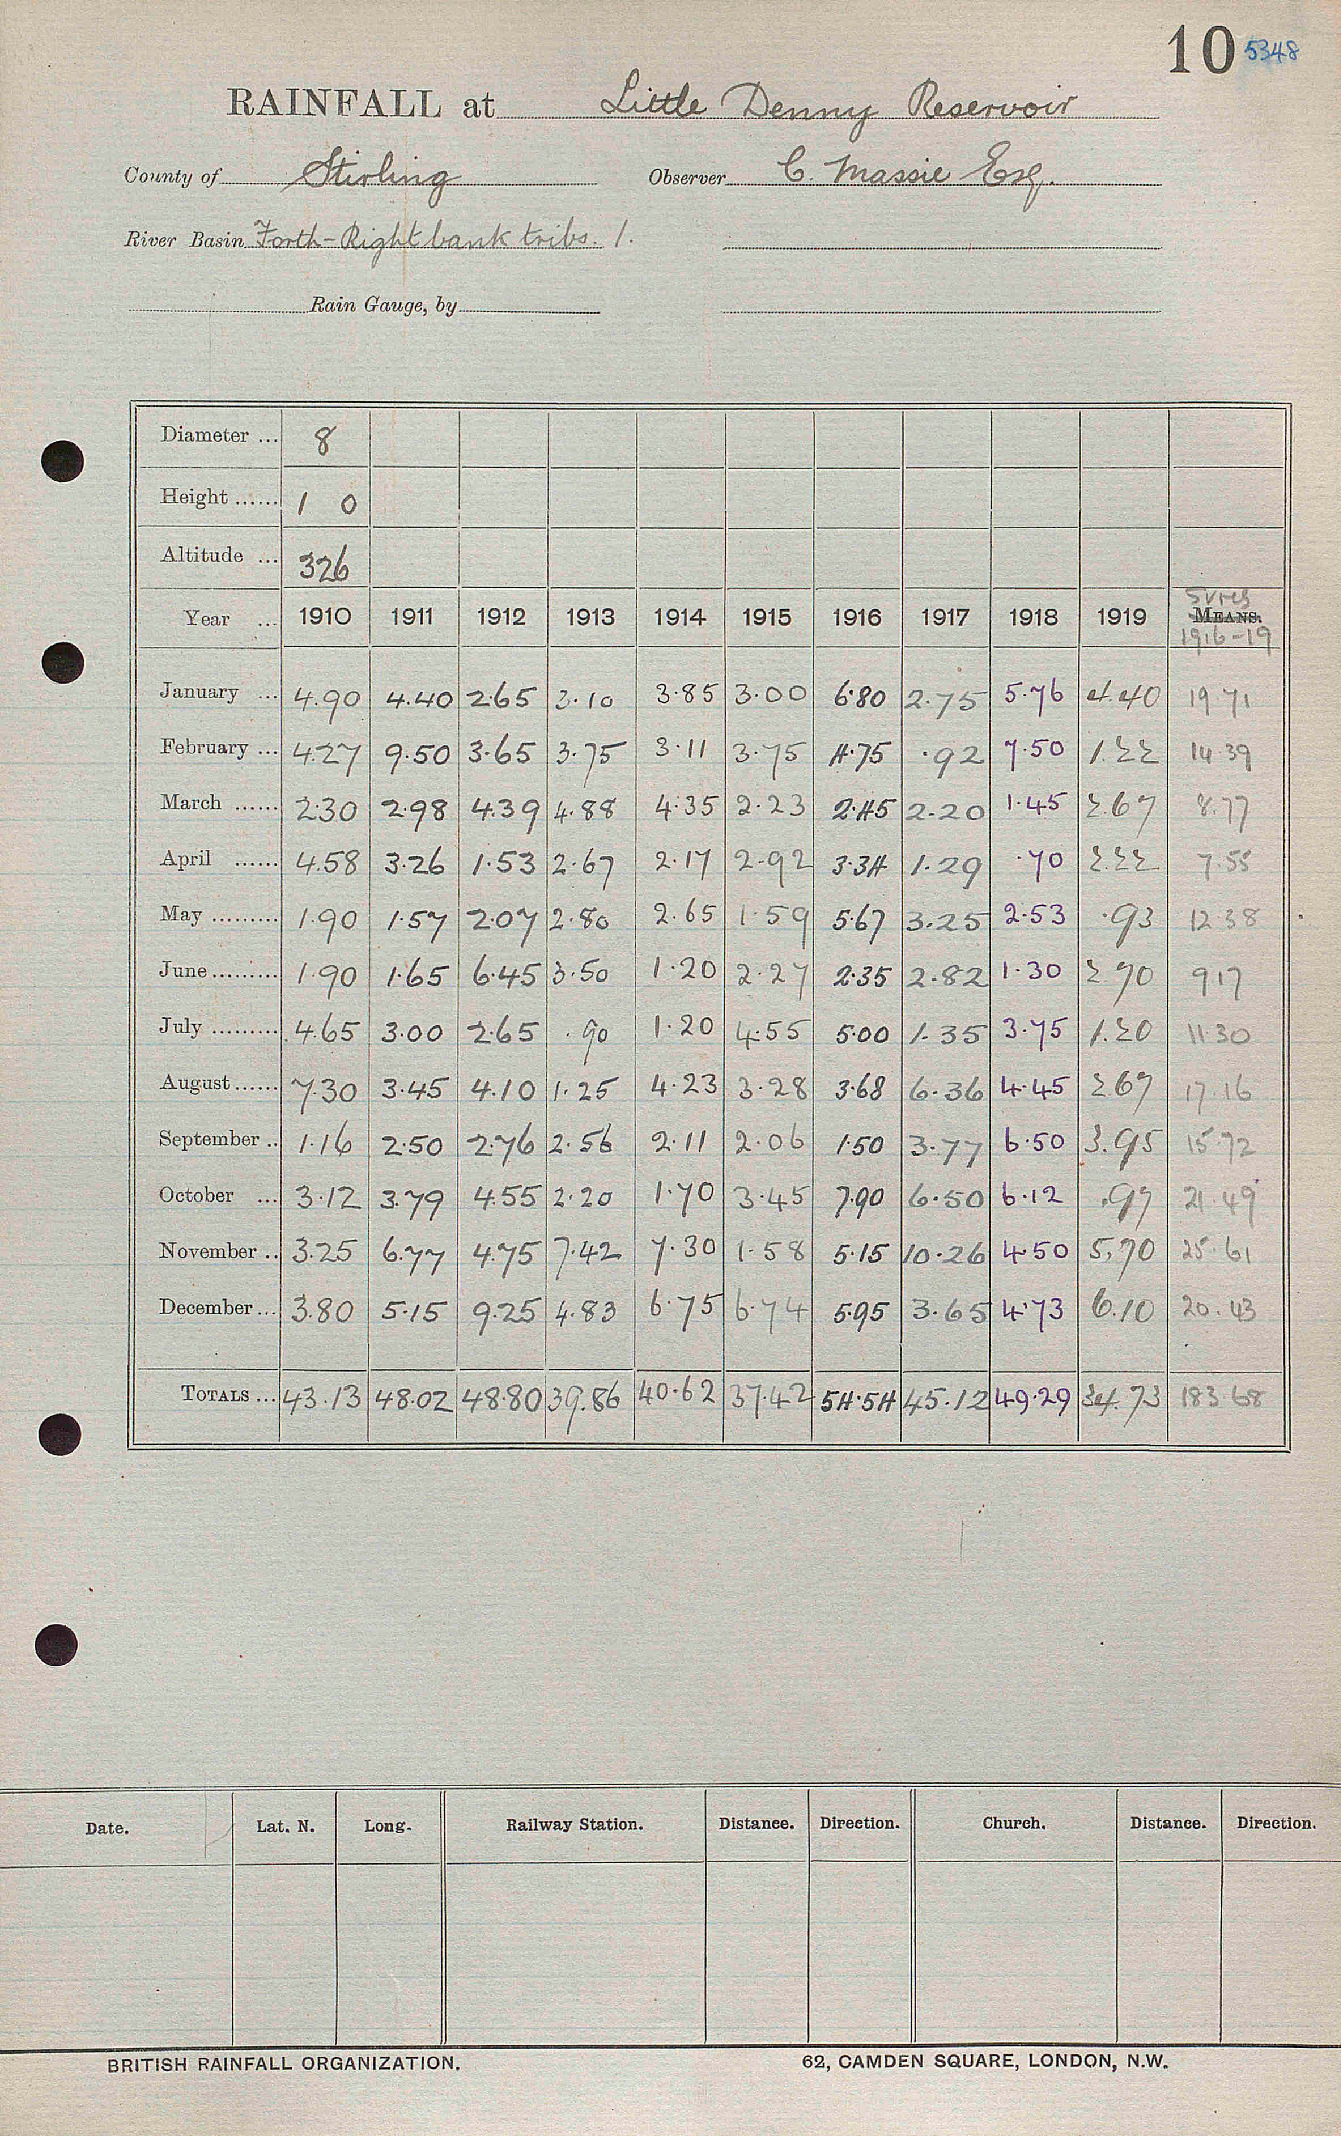 10 5348
RAINFALL at Little Denny Reservoir
County of Stirling Observer C. Massie Esq.
River Basin Forth-Right bank tribs. 1.
Rain Gauge, by
Diameter ... 8
Height ...... 1 0
Altitude ... 326
Year ... 1910 1911 1912 1913 1914 1915 1916 1917 1918 1919 MEANS.
1916-19
January ... 4.90 4.40 2.65 3.10 3.85 3.00 6.80 2.75 5.76 4.40 19 71
February ... 4.27 9.50 3.65 3.75 3.11 3.75 4.75 .92 7.50 1.22 14.39
March ...... 2.30 2.98 4.39 4.88 4.35 2.23 2.45 2.20 1.45 2.67 8.77
April ...... 4.58 3.26 1.53 2.67 2.17 2.92 3.34 1.29 .70 2.22 7.55
May ......... 1.90 1.57 2.07 2.80 2.65 1.59 5.67 3.25 2.53 .93 12 38
June ......... 1.90 1.65 6.45 3.50 1.20 2.27 2.35 2.82 1.30 2.70 9 17
July ......... 4.65 3.00 2.65 .90 1.20 4.55 5.00 1.35 3.75 1.20 11.30
August ...... 7.30 3.45 4.10 1.25 4.23 3.28 3.68 6.36 4.45 2.67 17.16
September .. 1.16 2.50 2.76 2.56 2.11 2.06 1.50 3.77 6.50 3.95 15.72
October ... 3.12 3.79 4.55 2.20 1.70 3.45 7.90 6.50 6.12 .97 21.49
November .. 3.25 6.77 4.75 7.42 7.30 1.58 5.15 10.26 4.50 5.70 25.61
December ... 3.80 5.15 9.25 4.83 6.75 6.74 5.95 3.65 4.73 6.10 20.43
TOTALS ... 43.13 48.02 48.80 39.86 40.62 37.42 54.54 45.12 49.29 34.73 183.68
Date. Lat. N. Long. Railway Station. Distance. Direction. Church. Distance. Direction.
BRITISH RAINFALL ORGANIZATION. 62, CAMDEN SQUARE, LONDON, N.W.